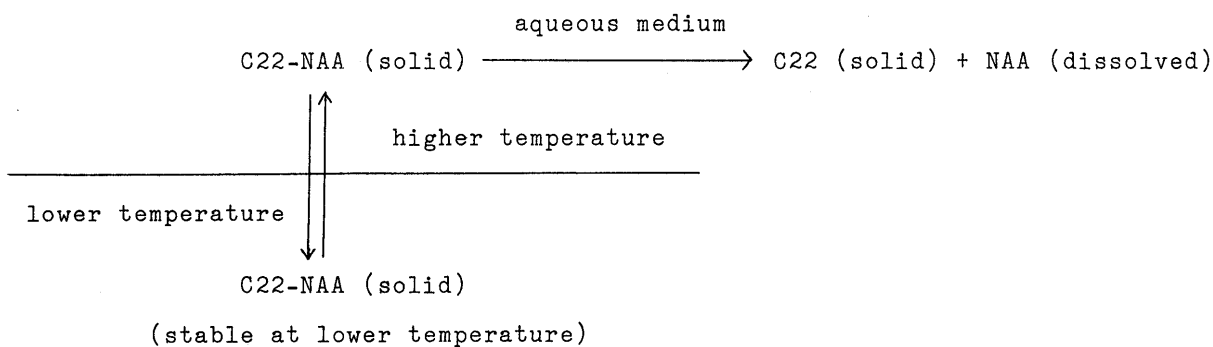 aqueous medium
C22-NAA (solid) C22 (solid) + NAA (dissolved)
higher temperature
lower temperature
C22-NAA (solid)
(stable at lower temperature)